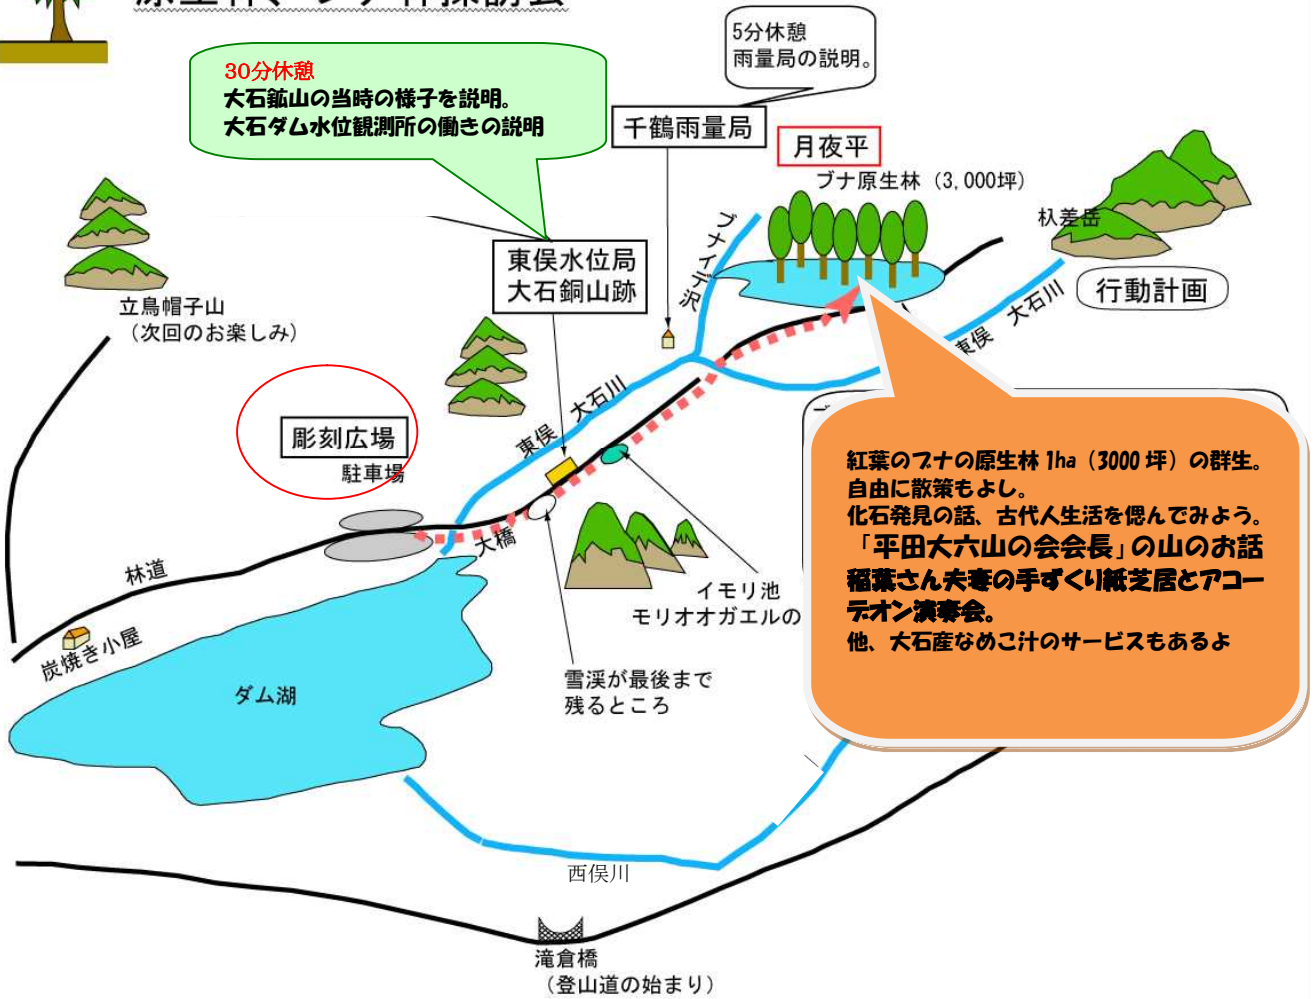 5分休憩
雨量局の説明。
30分休憩
大石鉱山の当時の様子を説明。
大石ダム水位観測所の働きの説明
千鶴雨量局
月夜平
ブナ原生林（3,000坪）
杁差岳
行動計画
ブナイデ沢
東俣水位局
大石銅山跡
立烏帽子山
（次回のお楽しみ）
東俣 大石川
東俣 大石川
彫刻広場
駐車場
大橋
林道
炭焼き小屋
ダム湖
イモリ池
モリオオガエルの
雪渓が最後まで
残るところ
紅葉のブナの原生林1ha（3000坪）の群生。
自由に散策もよし。
化石発見の話、古代人生活を偲んでみよう。
「平田大六山の会会長」の山のお話
稲葉さん夫妻の手ずくり紙芝居とアコー
デオン演奏会。
他、大石産なめこ汁のサービスもあるよ
西俣川
滝倉橋
（登山道の始まり）